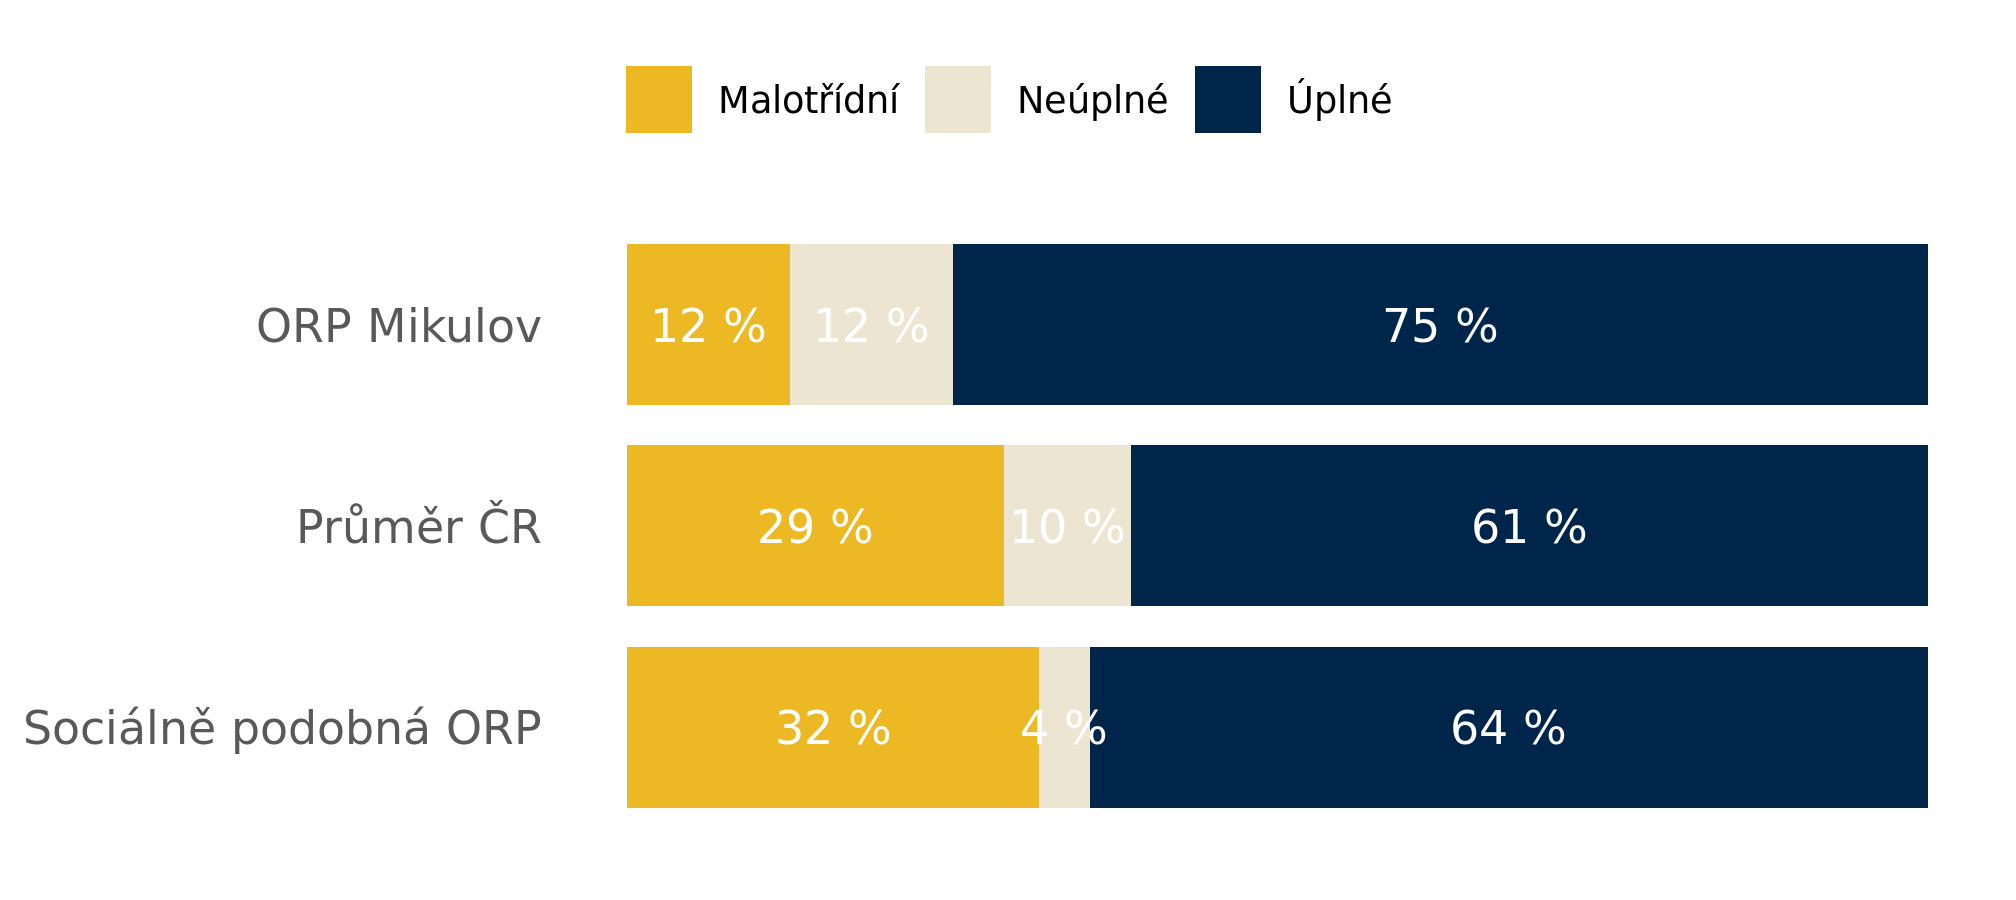 Malotřídní Neúplné Úplné
ORP Mikulov 12 % 12 % 75 %
Průměr ČR 29 % 10 % 61 %
Sociálně podobná ORP 32 % 4 % 64 %